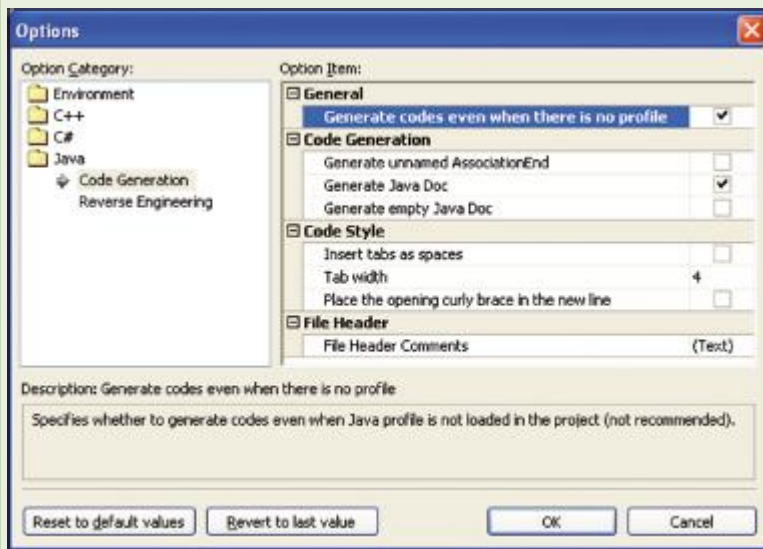 Options
Option Category:
Environment
C++
C#
Java
Code Generation
Reverse Engineering
Option Item:
General
Generate codes even when there is no profile
Code Generation
Generate unnamed AssociationEnd
Generate Java Doc
Generate empty Java Doc
Code Style
Insert tabs as spaces
Tab width 4
Place the opening curly brace in the new line
File Header
File Header Comments (Text)
Description: Generate codes even when there is no profile
Specifies whether to generate codes even when Java profile is not loaded in the project (not recommended).
Reset to default values Revert to last value OK Cancel